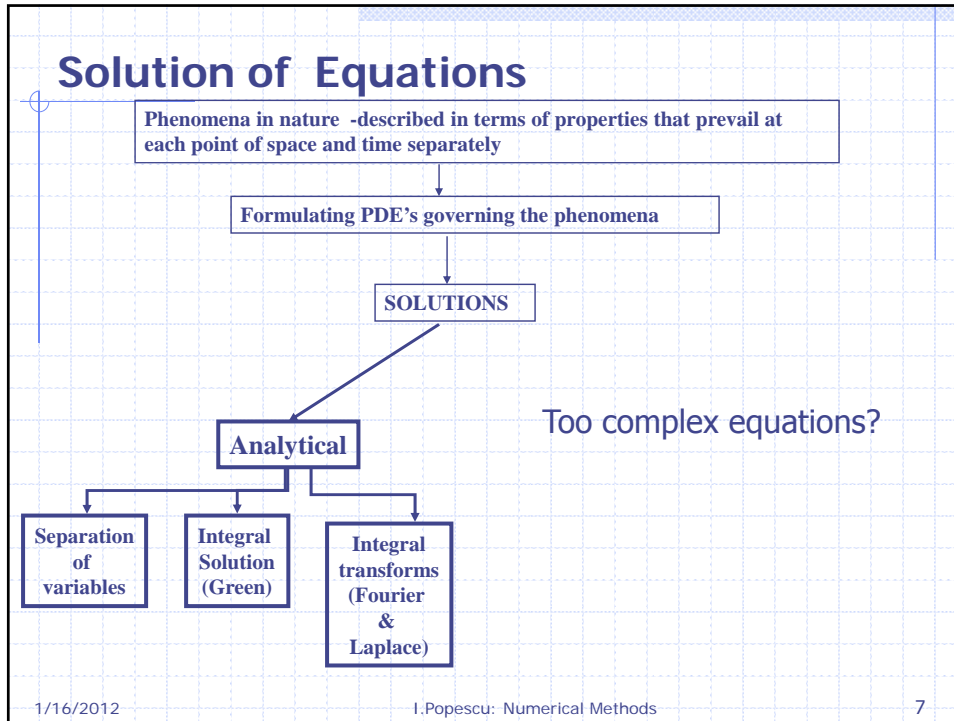 Solution of Equations
Phenomena in nature -described in terms of properties that prevail at
each point of space and time separately
Formulating PDE's governing the phenomena
SOLUTIONS
Too complex equations?
Analytical
Separation
of
variables
Integral
Solution
(Green)
Integral
transforms
(Fourier
&
Laplace)
1/16/2012
I.Popescu: Numerical Methods
7